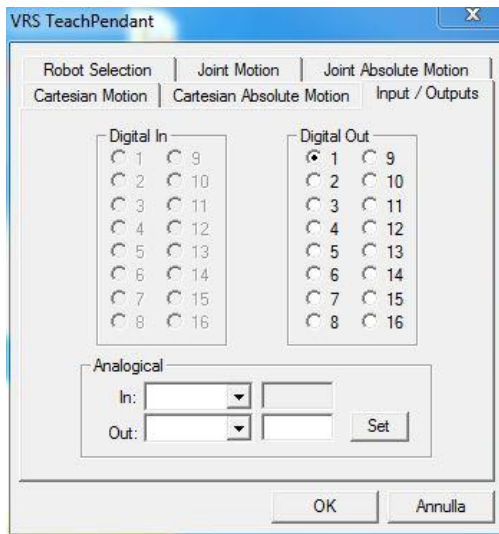 VRS TeachPendant
Robot Selection Joint Motion Joint Absolute Motion
Cartesian Motion Cartesian Absolute Motion Input / Outputs
Digital In Digital Out
1 9 1 9
2 10 2 10
3 11 3 11
4 12 4 12
5 13 5 13
6 14 6 14
7 15 7 15
8 16 8 16
Analogical
In:
Out: Set
OK Annulla